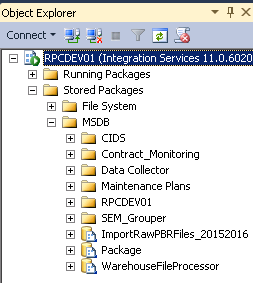 Object Explorer
Connect
RPCDEV01 (Integration Services 11.0.6020
Running Packages
Stored Packages
File System
MSDB
CIDS
Contract_Monitoring
Data Collector
Maintenance Plans
RPCDEV01
SEM_Grouper
ImportRawPBRFiles_20152016
Package
WarehouseFileProcessor